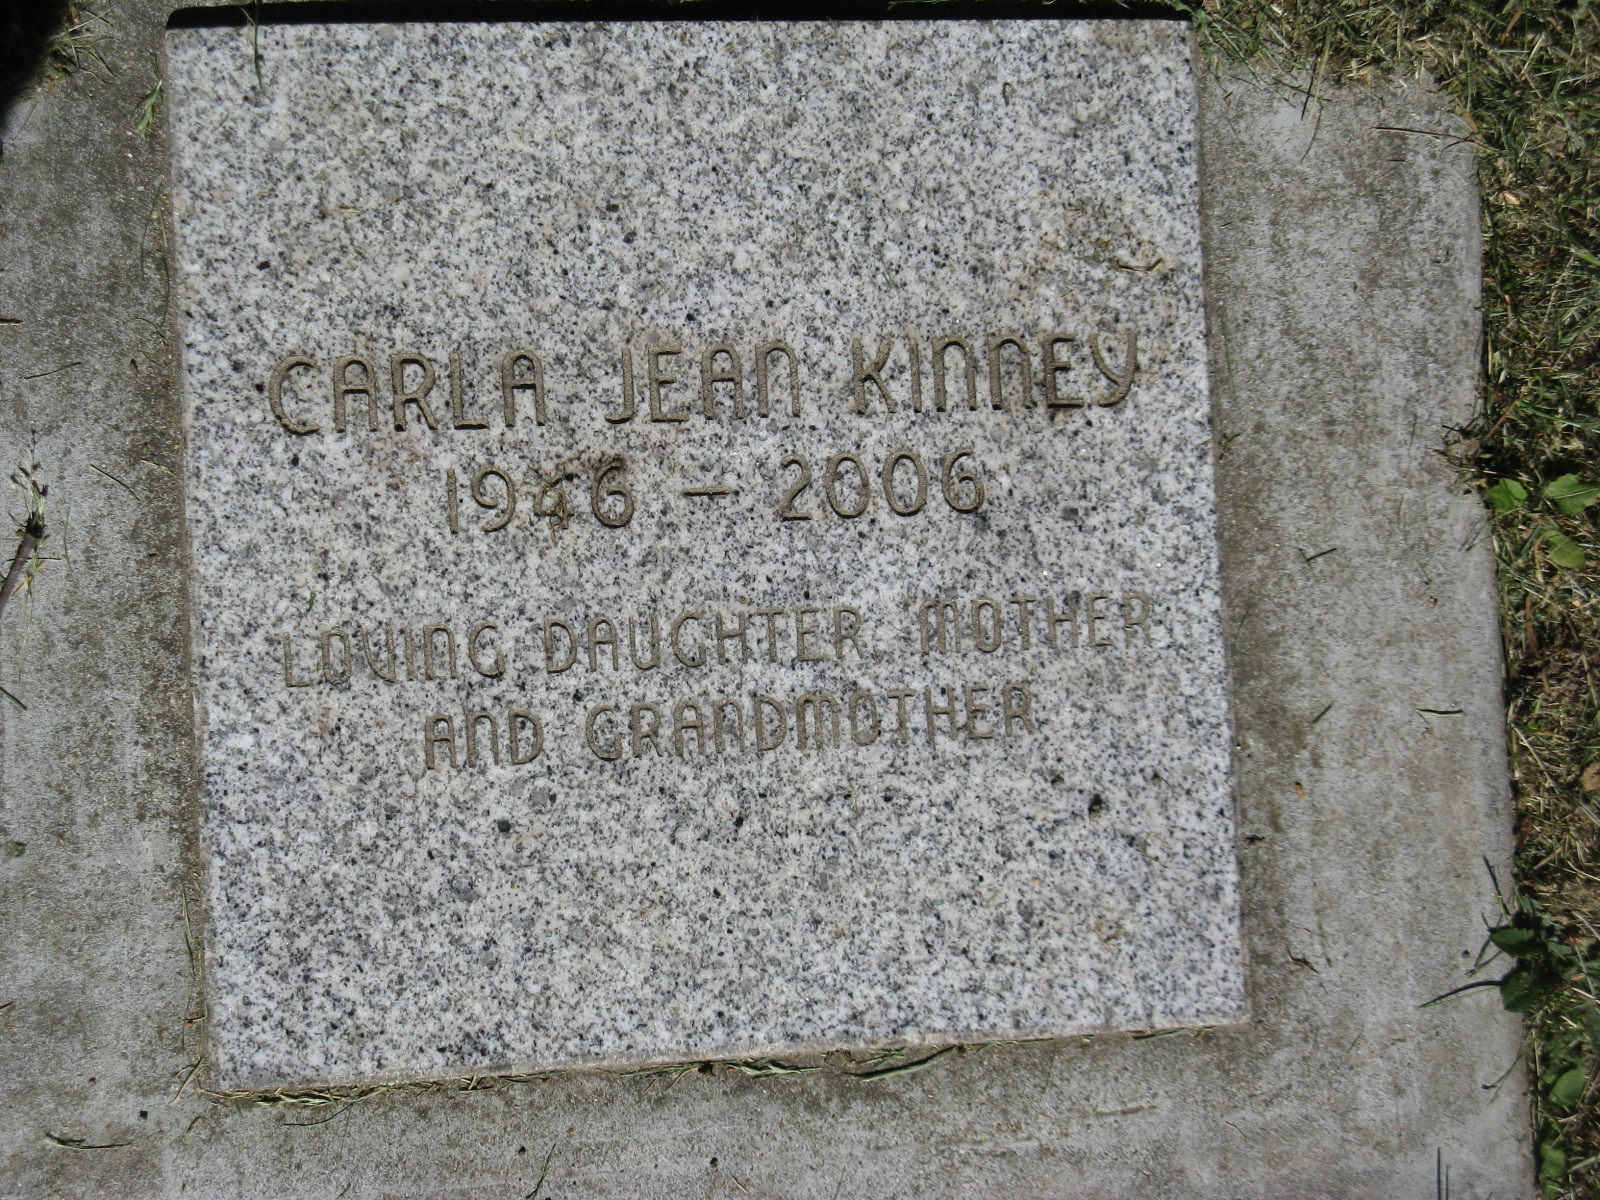 CARLA JEAN KINNEY
1946 - 2006
LOVING DAUGHTER, MOTHER
AND GRANDMOTHER